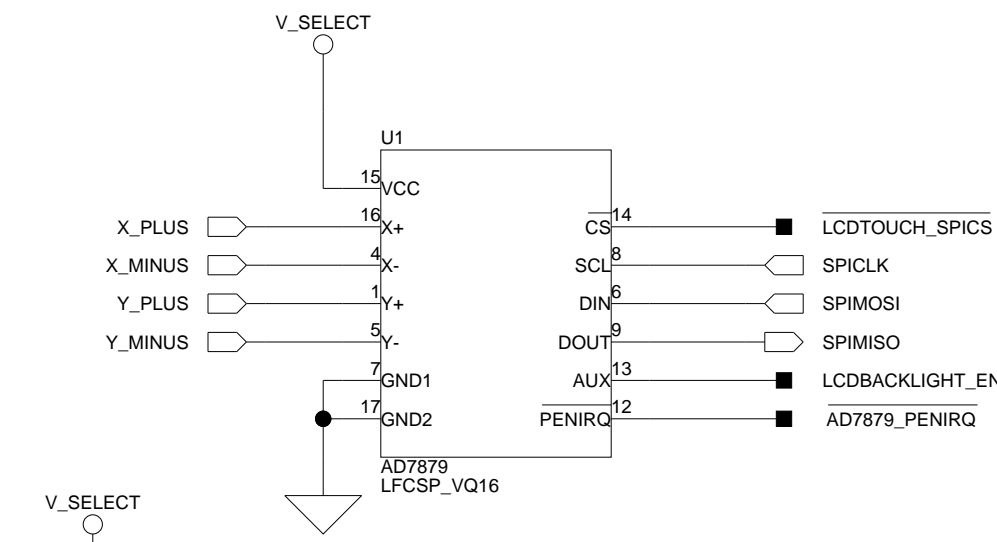 V_SELECT
U1
15 VCC
X_PLUS 16 X+ CS 14 LCDTOUCH_SPICS
X_MINUS 4 X- SCL 8 SPICLK
Y_PLUS 1 Y+ DIN 6 SPIMOSI
Y_MINUS 5 Y- DOUT 9 SPIMISO
7 GND1 AUX 13 LCDBACKLIGHT_EN
17 GND2 PENIRQ 12 AD7879_PENIRQ
AD7879
LFCSP_VQ16
V_SELECT